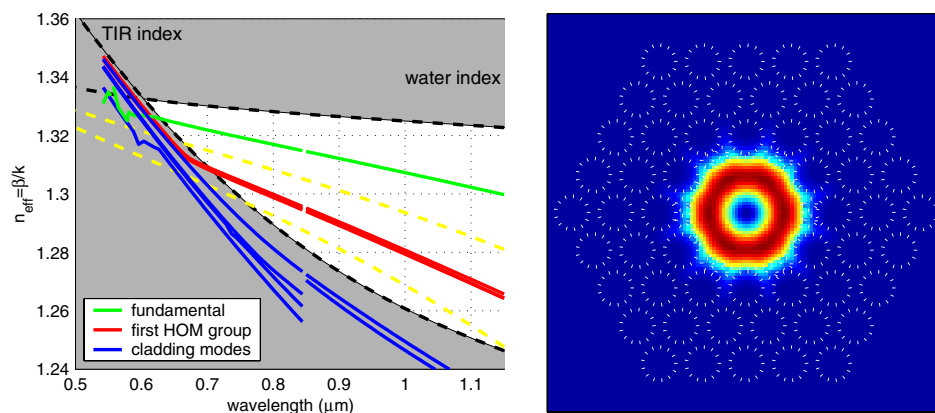 1.36
1.34
1.32
1.3
1.28
1.26
1.24
n_eff=β/k
TIR index
water index
fundamental
first HOM group
cladding modes
0.5 0.6 0.7 0.8 0.9 1 1.1
wavelength (μm)